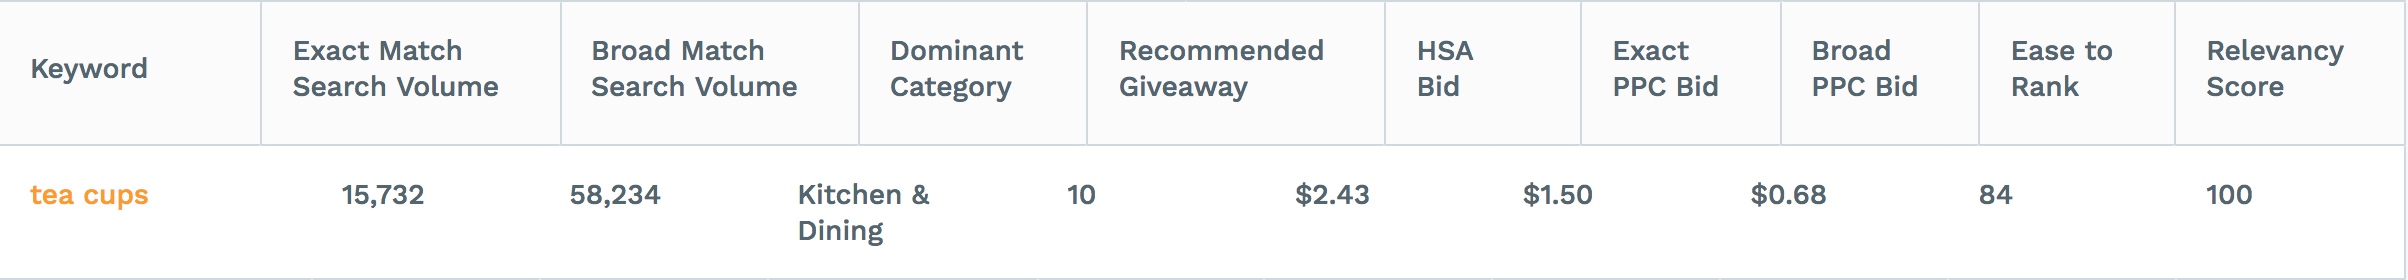 Keyword
Exact Match
Search Volume
Broad Match
Search Volume
Dominant
Category
Recommended
Giveaway
HSA
Bid
Exact
PPC Bid
Broad
PPC Bid
Ease to
Rank
Relevancy
Score
tea cups
15,732
58,234
Kitchen &
Dining
10
$2.43
$1.50
$0.68
84
100